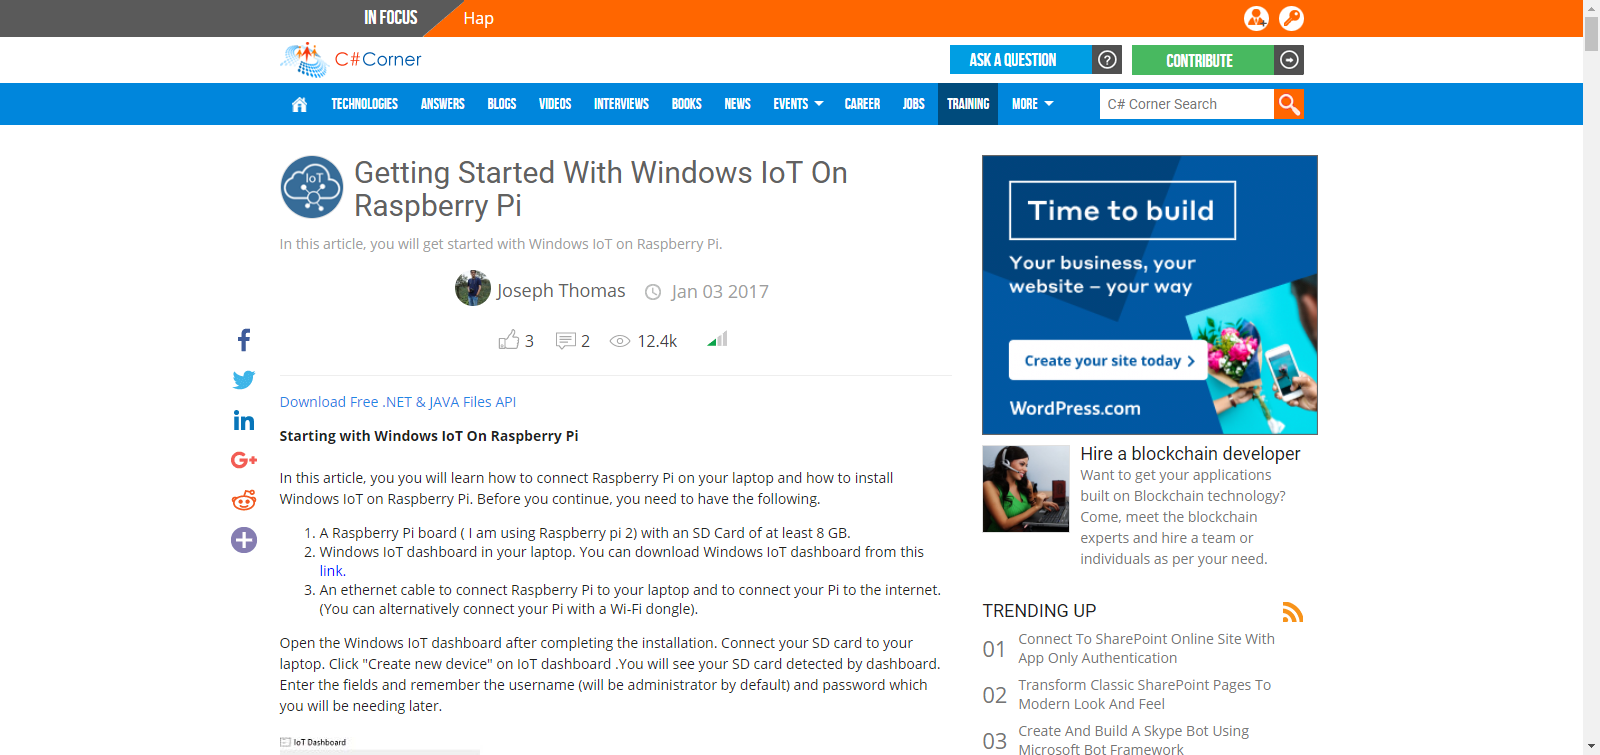 IN FOCUS
Hap
C#Corner
ASK A QUESTION
CONTRIBUTE
TECHNOLOGIES ANSWERS BLOGS VIDEOS INTERVIEWS BOOKS NEWS EVENTS CAREER JOBS TRAINING MORE
C# Corner Search
IoT
Getting Started With Windows IoT On
Raspberry Pi
In this article, you will get started with Windows IoT on Raspberry Pi.
Joseph Thomas Jan 03 2017
3 2 12.4k
Download Free .NET & JAVA Files API
Starting with Windows IoT On Raspberry Pi
In this article, you you will learn how to connect Raspberry Pi on your laptop and how to install
Windows IoT on Raspberry Pi. Before you continue, you need to have the following.
1. A Raspberry Pi board ( I am using Raspberry pi 2) with an SD Card of at least 8 GB.
2. Windows IoT dashboard in your laptop. You can download Windows IoT dashboard from this
link.
3. An ethernet cable to connect Raspberry Pi to your laptop and to connect your Pi to the internet.
(You can alternatively connect your Pi with a Wi-Fi dongle).
Open the Windows IoT dashboard after completing the installation. Connect your SD card to your
laptop. Click "Create new device" on IoT dashboard .You will see your SD card detected by dashboard.
Enter the fields and remember the username (will be administrator by default) and password which
you will be needing later.
IoT Dashboard
Time to build
Your business, your
website – your way
Create your site today
WordPress.com
Hire a blockchain developer
Want to get your applications
built on Blockchain technology?
Come, meet the blockchain
experts and hire a team or
individuals as per your need.
TRENDING UP
01 Connect To SharePoint Online Site With
App Only Authentication
02 Transform Classic SharePoint Pages To
Modern Look And Feel
03 Create And Build A Skype Bot Using
Microsoft Bot Framework